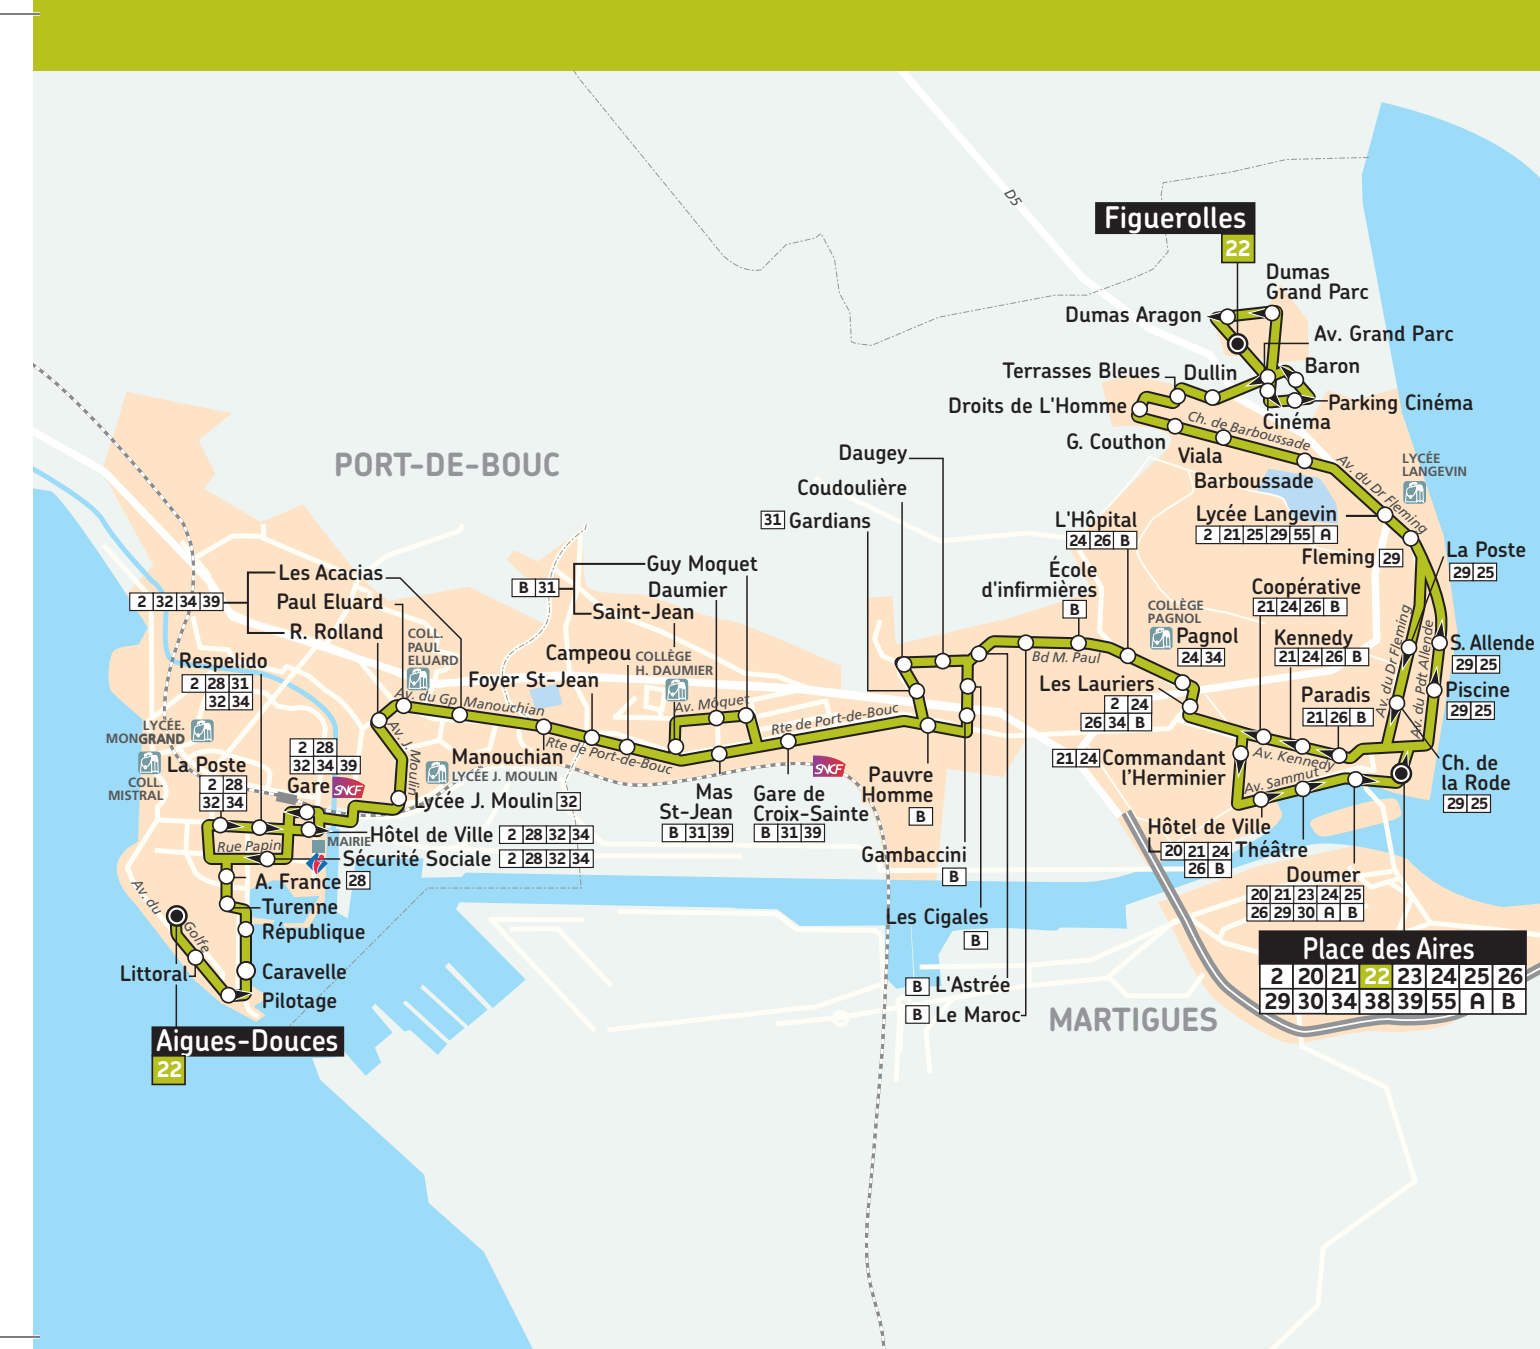 D5
Figuerolles
22
Dumas
Grand Parc
Dumas Aragon
Av. Grand Parc
Terrasses Bleues
Dullin
Baron
Droits de L'Homme
Parking Cinéma
Cinéma
Ch. de Barboussade
G. Couthon
Viala
Barboussade
Av. du Dr Fleming
LYCÉE
LANGEVIN
PORT-DE-BOUC
Daugey
Coudoulière
31 Gardians
L'Hôpital
24 26 B
Lycée Langevin
2 21 25 29 55 A
Fleming 29
La Poste
29 25
École
d'infirmières
B
Coopérative
21 24 26 B
COLLÈGE
PAGNOL
Pagnol
24 34
Kennedy
21 24 26 B
Av. du Dr Fleming
Av. du Pdt Allende
S. Allende
29 25
Piscine
29 25
Bd M. Paul
Les Lauriers
2 24
26 34 B
Paradis
21 26 B
21 24 Commandant
l'Herminier
Av. Kennedy
Av. Sammut
Ch. de
la Rode
29 25
Guy Moquet
B 31
Daumier
Saint-Jean
Les Acacias
2 32 34 39
Paul Eluard
R. Rolland
COLL.
PAUL
ELUARD
Campeou
COLLÈGE
H. DAUMIER
Foyer St-Jean
Av. Môquet
Respelido
2 28 31
32 34
Av. du Gp. Manouchian
Av. J. Moulin
Rte de Port-de-Bouc
Rte de Port-de-Bouc
LYCÉE.
MONGRAND
La Poste
2 28
32 34
COLL.
MISTRAL
2 28
32 34 39
Gare SNCF
Manouchian
LYCÉE J. MOULIN
Lycée J. Moulin 32
SNCF
Mas
St-Jean
B 31 39
Gare de
Croix-Sainte
B 31 39
Pauvre
Homme
B
Hôtel de Ville 2 28 32 34
MAIRIE
Rue Papin
Sécurité Sociale 2 28 32 34
A. France 28
Turenne
République
Av. du
Golfe
Littoral
Caravelle
Pilotage
Aigues-Douces
22
Gambaccini
B
Les Cigales
B
B L'Astrée
B Le Maroc
MARTIGUES
Hôtel de Ville
20 21 24
26 B
Théâtre
Doumer
20 21 23 24 25
26 29 30 A B
Place des Aires
2 20 21 22 23 24 25 26
29 30 34 38 39 55 A B